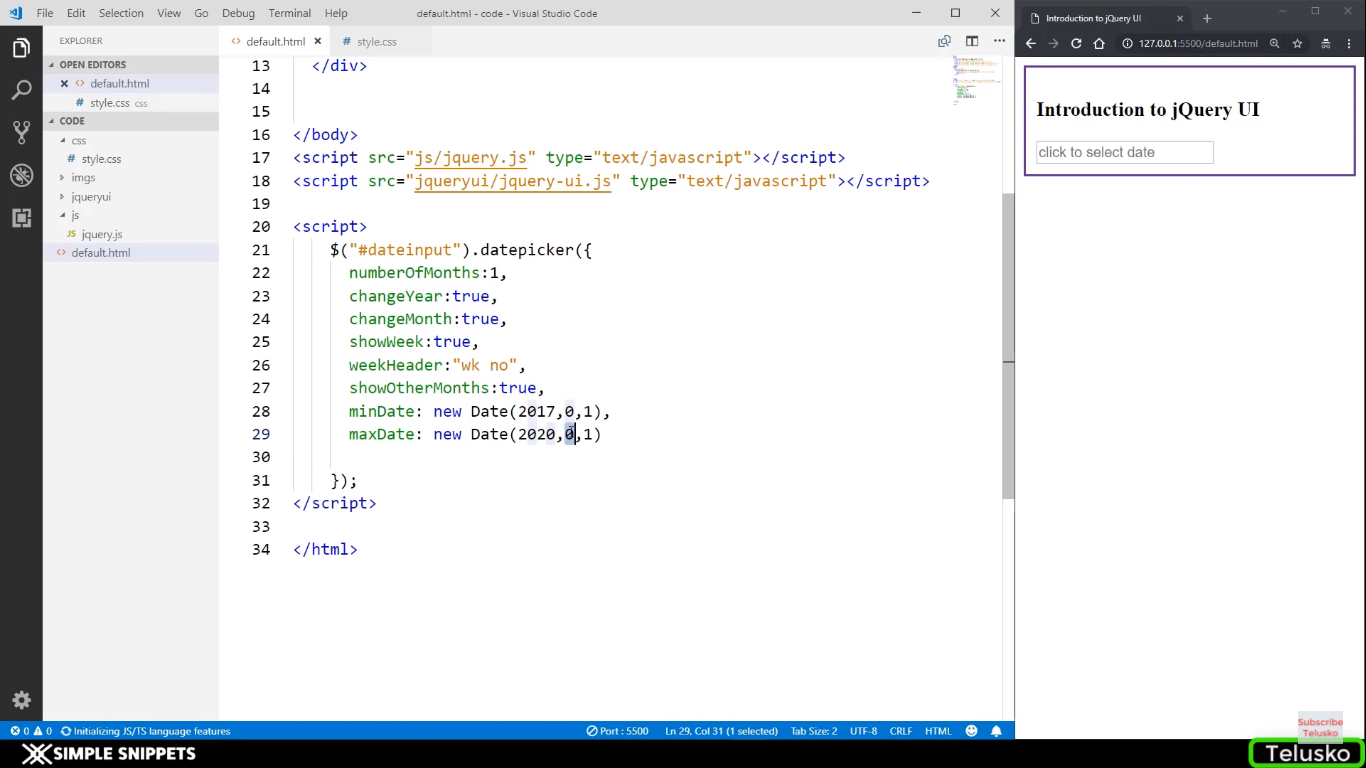 File Edit Selection View Go Debug Terminal Help
default.html - code - Visual Studio Code
EXPLORER
OPEN EDITORS
default.html
style.css css
CODE
css
style.css
imgs
jqueryui
js
JS jquery.js
default.html
default.html
style.css
13 </div>
14
15
16 </body>
17 <script src="js/jquery.js" type="text/javascript"></script>
18 <script src="jqueryui/jquery-ui.js" type="text/javascript"></script>
19
20 <script>
21 $("#dateinput").datepicker({
22 numberOfMonths:1,
23 changeYear:true,
24 changeMonth:true,
25 showWeek:true,
26 weekHeader:"wk no",
27 showOtherMonths:true,
28 minDate: new Date(2017,0,1),
29 maxDate: new Date(2020,0,1)
30
31 });
32 </script>
33
34 </html>
0 0 Initializing JS/TS language features
Port : 5500 Ln 29, Col 31 (1 selected) Tab Size: 2 UTF-8 CRLF HTML
Introduction to jQuery UI
127.0.0.1:5500/default.html
Introduction to jQuery UI
click to select date
Subscribe
Telusko
SIMPLE SNIPPETS
Telusko